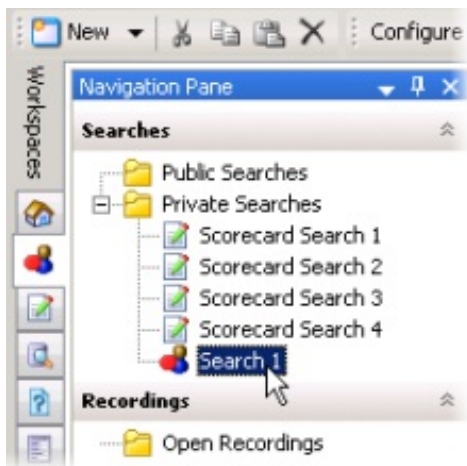 New Configure
Workspaces
Navigation Pane
Searches
Public Searches
Private Searches
Scorecard Search 1
Scorecard Search 2
Scorecard Search 3
Scorecard Search 4
Search 1
Recordings
Open Recordings